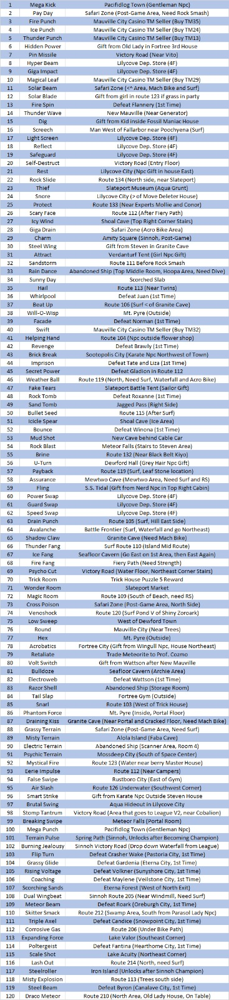 1 Mega Kick Pacifidlog Town (Gentleman Npc)
2 Pay Day Safari Zone (Post-Game Area, Need Rock Smash)
3 Fire Punch Mauville City Casino TM Seller (Buy TM35)
4 Ice Punch Mauville City Casino TM Seller (Buy TM24)
5 Thunder Punch Mauville City Casino TM Seller (Buy TM13)
6 Hidden Power Gift from Old Lady in Fortree 3rd House
7 Pin Missile Victory Road (Near Vito)
8 Hyper Beam Lilycove Dep. Store (4F)
9 Giga Impact Lilycove Dep. Store (4F)
10 Magical Leaf Mauville City Casino TM Seller (Buy TM29)
11 Solar Beam Safari Zone (<^ Area, Mach Bike and Surf)
12 Solar Blade Gift from girl in route 123 if grass in party
13 Fire Spin Defeat Flannery (1st Time)
14 Thunder Wave New Mauville (Near Generator)
15 Dig Gift from Kid inside Fossil Maniac House
16 Screech Man West of Fallarbor near Poochyena (Surf)
17 Light Screen Lilycove Dep. Store (4F)
18 Reflect Lilycove Dep. Store (4F)
19 Safeguard Lilycove Dep. Store (4F)
20 Self-Destruct Victory Road (Entry Floor)
21 Rest Lilycove City (Npc Gift in house East)
22 Rock Slide Route 134 (North side, near Slateport)
23 Thief Slateport Museum (Aqua Grunt)
24 Snore Lilycove City (> of Move Deleter House)
25 Protect Route 133 (Near Experts Mollie and Conor)
26 Scary Face Route 112 (After Fiery Path)
27 Icy Wind Shoal Cave (Top Right Corner Stairs)
28 Giga Drain Safari Zone (Acro Bike Area)
29 Charm Amity Square (Sinnoh, Post-Game)
30 Steel Wing Gift from Steven in Granite Cave
31 Attract Verdanturf Tent (Girl Npc Gift)
32 Sandstorm Route 111 Before Rock Smash
33 Rain Dance Abandoned Ship (Top Middle Room, Hoopa Area, Need Dive)
34 Sunny Day Scorched Slab
35 Hail Route 113 (Near Twins)
36 Whirlpool Defeat Juan (1st Time)
37 Beat Up Route 106 (Surf < of Granite Cave)
38 Will-O-Wisp Mt. Pyre (Outside)
39 Facade Defeat Norman (1st Time)
40 Swift Mauville City Casino TM Seller (Buy TM32)
41 Helping Hand Route 104 (Npc outside flower shop)
42 Revenge Defeat Brawly (1st Time)
43 Brick Break Sootopolis City (Karate Npc Northwest of Town)
44 Imprison Defeat Tate and Liza (1st Time)
45 Secret Power Defeat Gladion in Route 112
46 Weather Ball Route 119 (North, Need Surf, Waterfall and Acro Bike)
47 Fake Tears Slateport Battle Tent (Sailor Gift)
48 Rock Tomb Defeat Roxanne (1st Time)
49 Sand Tomb Jagged Pass (Right Side)
50 Bullet Seed Route 115 (After Surf)
51 Icicle Spear Shoal Cave (Ice Area)
52 Bounce Defeat Winona (1st Time)
53 Mud Shot New Cave behind Cable Car
54 Rock Blast Meteor Falls (Stairs to Steven Area)
55 Brine Route 132 (Near Black Belt Kiyo)
56 U-Turn Dewford Hall (Grey Hair Npc Gift)
57 Payback Route 119 (Surf, Leaf Stone location)
58 Assurance Mewtwo Cave (Mewtwo Area, Need Surf and RS)
59 Fling S.S. Tidal (Gift from Nerd Npc in Top Right Cabin)
60 Power Swap Lilycove Dep. Store (4F)
61 Guard Swap Lilycove Dep. Store (4F)
62 Speed Swap Lilycove Dep. Store (4F)
63 Drain Punch Route 105 (Surf, Hill East Side)
64 Avalanche Battle Frontier (Surf, Waterfall and go Northeast)
65 Shadow Claw Granite Cave (Need Mach Bike)
66 Thunder Fang Surf Route 110 (Island Mid Route)
67 Ice Fang Seafloor Cavern (Go East on 1st Area, then East Again)
68 Fire Fang Fiery Path (Need Strength)
69 Psycho Cut Victory Road (Water Floor, Northeast Corner Stairs)
70 Trick Room Trick House Puzzle 5 Reward
71 Wonder Room Slateport Market
72 Magic Room Route 109 (South of Beach, need RS)
73 Cross Poison Safari Zone (Post-Game Area, North Side)
74 Venoshock Route 120 (Surf Pond V of Shiny Zoroark)
75 Low Sweep West of Dewford Town
76 Round Mauville City (Near Trees)
77 Hex Mt. Pyre (Outside)
78 Acrobatics Fortree City (Gift from Wingull Npc, House Northeast)
79 Retaliate Trade Meteorite to Prof. Cozmo
80 Volt Switch Gift from Wattson after New Mauville
81 Bulldoze Seafloor Cavern (Archie Area)
82 Electroweb Defeat Wattson (1st Time)
83 Razor Shell Abandoned Ship (Storage Room)
84 Tail Slap Fortree Gym (Outside)
85 Snarl Route 103 (West of Trick House)
86 Phantom Force Mt. Pyre (Inside, Portal Floor)
87 Draining Kiss Granite Cave (Near Portal and Cracked Floor, Need Mach Bike)
88 Grassy Terrain Safari Zone (Post-Game Area, Need Surf)
89 Misty Terrain Alola Island (Faba Cave)
90 Electric Terrain Abandoned Ship (Scanner Area, Room 4)
91 Psychic Terrain Mossdeep City (South of Space Center)
92 Mystical Fire Route 123 (Water near berry Master House)
93 Eerie Impulse Route 112 (Near Campers)
94 False Swipe Rustboro City (East of Gym)
95 Air Slash Route 126 Underwater (Southwest Corner)
96 Smart Strike Gift from Karate Npc Outside Steven House
97 Brutal Swing Aqua Hideout in Lilycove City
98 Stomp Tantrum Victory Road (Area that goes to League V2, near Cobalion)
99 Breaking Swipe Meteor Falls (Portal Room)
100 Mega Punch Pacifidlog Town (Gentleman Npc)
101 Terrain Pulse Spring Path (Sinnoh, Unlocks after Becoming Champion)
102 Burning Jealousy Sinnoh Victory Road (Drop down Waterfall from League)
103 Flip Turn Defeat Crasher Wake (Pastoria City, 1st Time)
104 Grassy Glide Defeat Gardenia (Eterna City, 1st Time)
105 Rising Voltage Defeat Volkner (Sunyshore City, 1st Time)
106 Coaching Defeat Maylene (Veilstone City, 1st Time)
107 Scorching Sands Eterna Forest (West of North Exit)
108 Dual Wingbeat Sinnoh Route 205 (Near Windmill, Need Surf)
109 Meteor Beam Defeat Roark (Oreburgh City, 1st Time)
110 Skitter Smack Route 212 (Swamp Area, South from Parasol Lady Npc)
111 Triple Axel Defeat Candice (Snowpoint City, 1st Time)
112 Corrosive Gas Route 206 (Under Bike Path)
113 Expanding Force Lake Valor (Southeast Corner)
114 Poltergeist Defeat Fantina (Hearthome City, 1st Time)
115 Scale Shot Lake Acuity (Northeast Corner)
116 Lash Out Route 214 (North, need Surf)
117 Steelroller Iron Island (Unlocks after Sinnoh Champion)
118 Misty Explosion Route 113 (Trees south side)
119 Steel Beam Defeat Byron (Canalave City, 1st Time)
120 Draco Meteor Route 210 (North Area, Old Lady House, On Table)